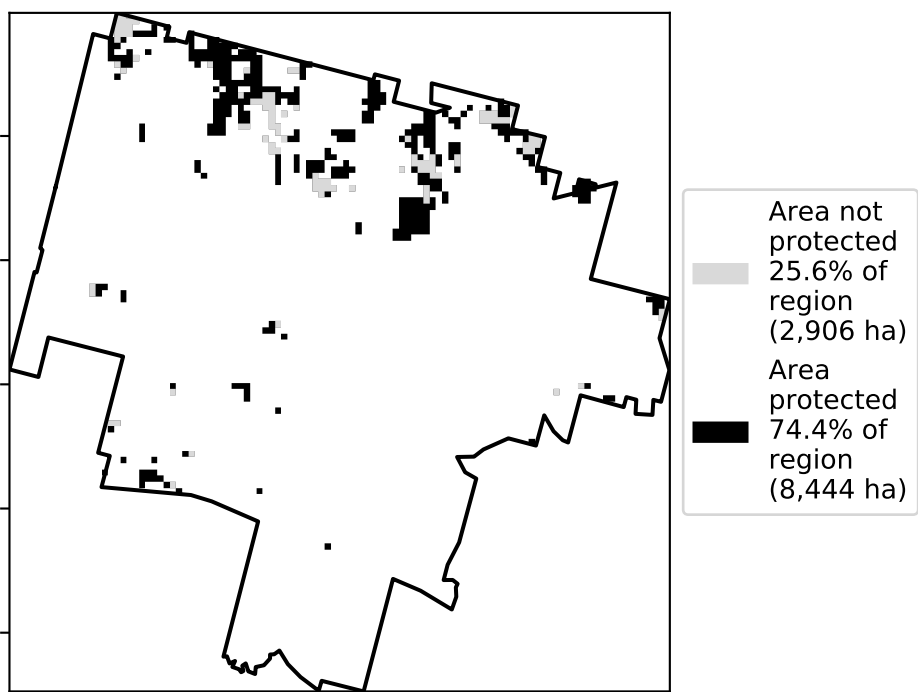 Area not
protected
25.6% of
region
(2,906 ha)
Area
protected
74.4% of
region
(8,444 ha)